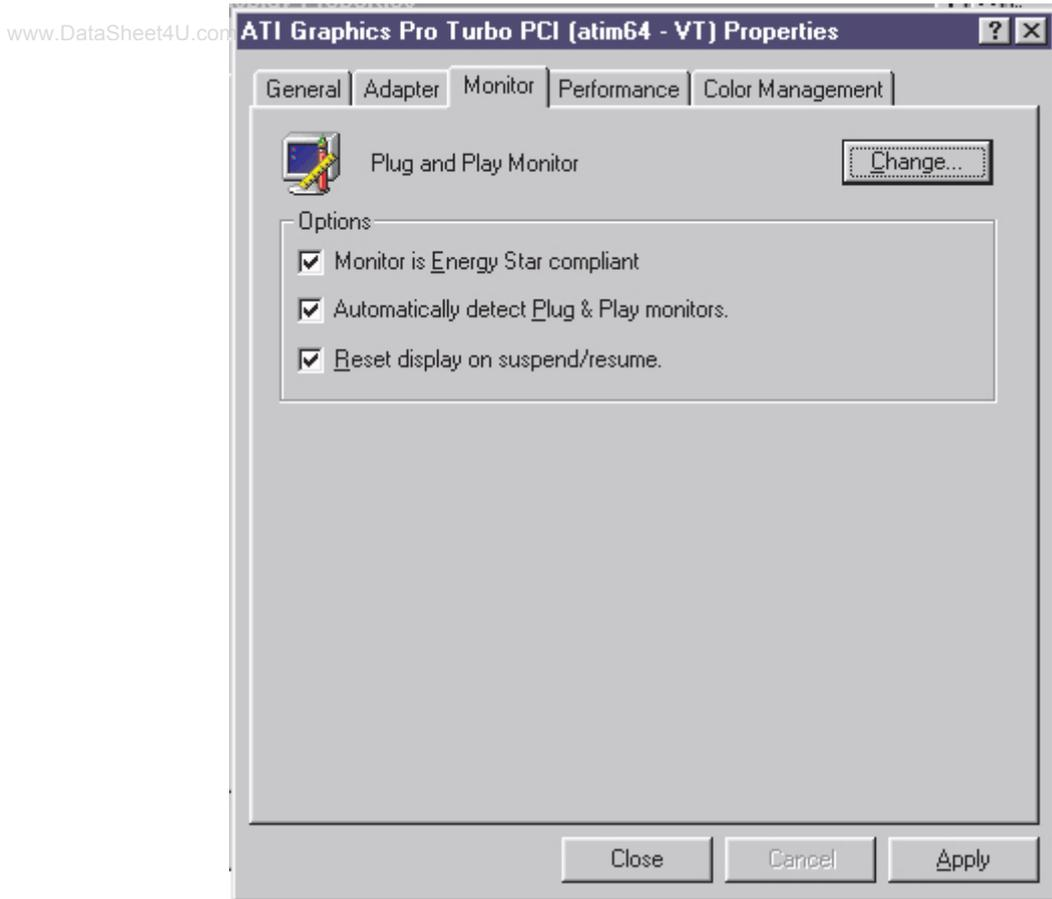 www.DataSheet4U.com
ATI Graphics Pro Turbo PCI (atim64 - VT) Properties
General Adapter Monitor Performance Color Management
Plug and Play Monitor
Change...
Options
Monitor is Energy Star compliant
Automatically detect Plug & Play monitors.
Reset display on suspend/resume.
Close Cancel Apply